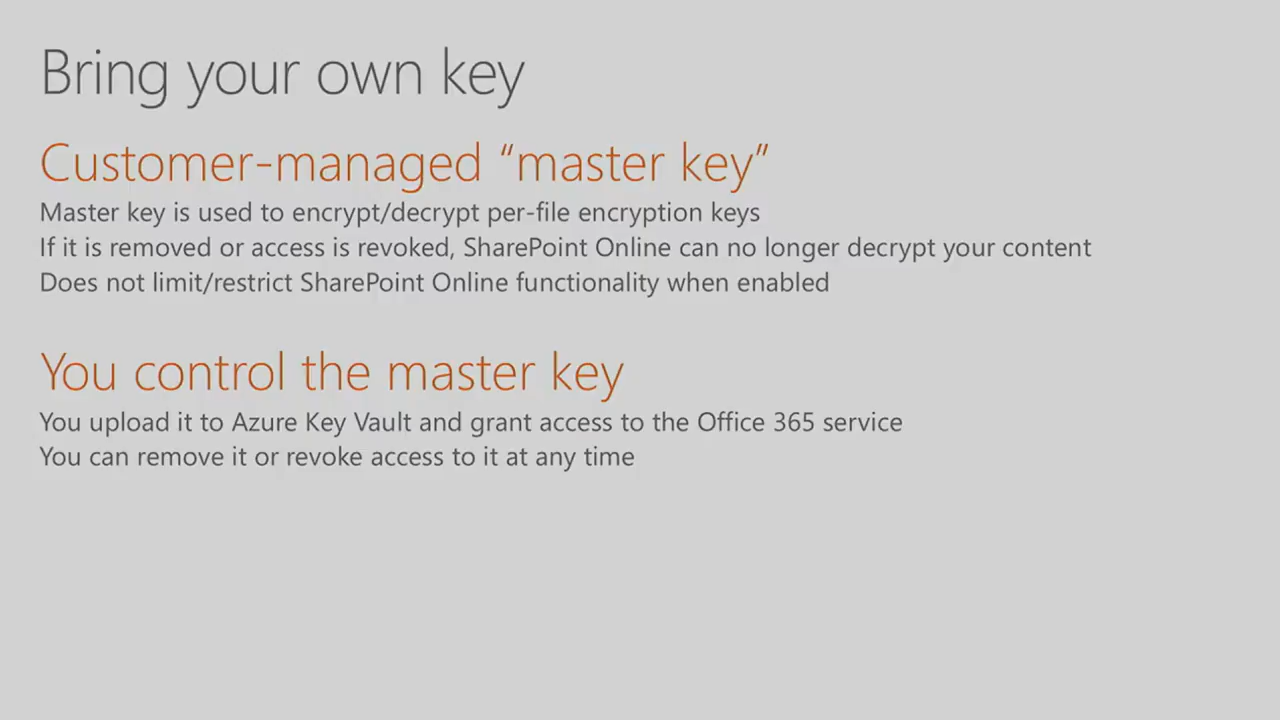 Bring your own key
Customer-managed “master key”
Master key is used to encrypt/decrypt per-file encryption keys
If it is removed or access is revoked, SharePoint Online can no longer decrypt your content
Does not limit/restrict SharePoint Online functionality when enabled
You control the master key
You upload it to Azure Key Vault and grant access to the Office 365 service
You can remove it or revoke access to it at any time